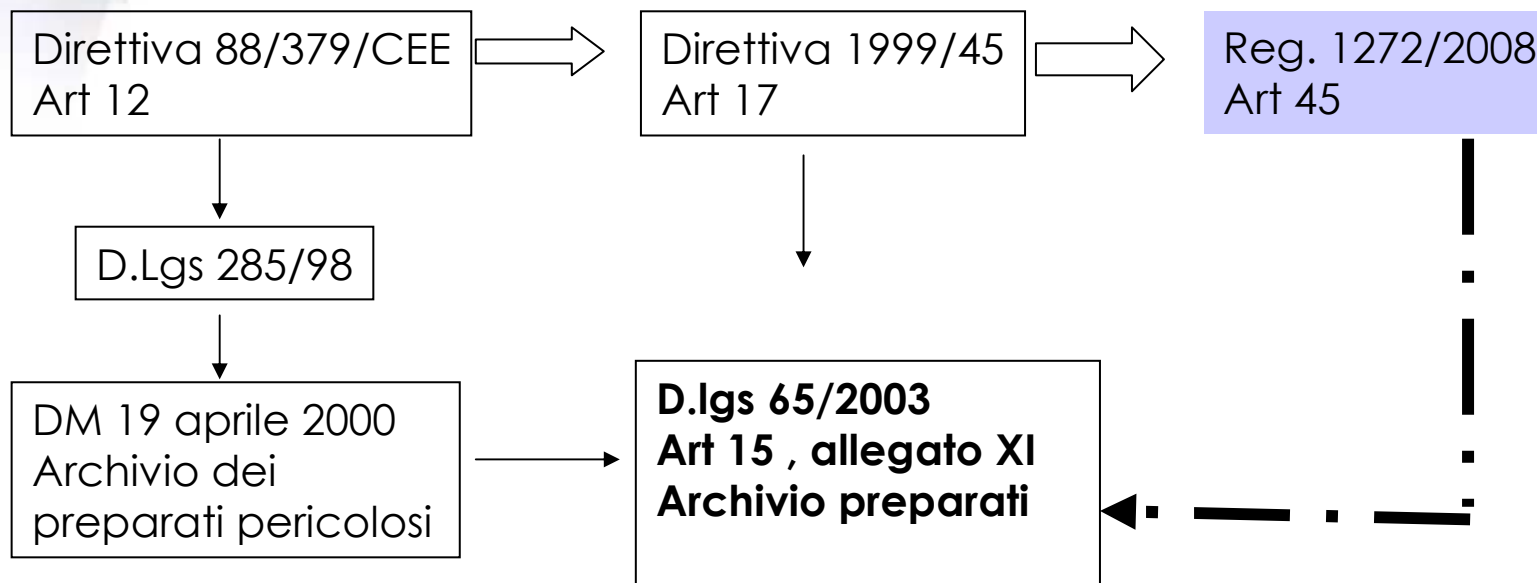 Direttiva 88/379/CEE
Art 12
Direttiva 1999/45
Art 17
Reg. 1272/2008
Art 45
D.Lgs 285/98
DM 19 aprile 2000
Archivio dei
preparati pericolosi
D.lgs 65/2003
Art 15 , allegato XI
Archivio preparati